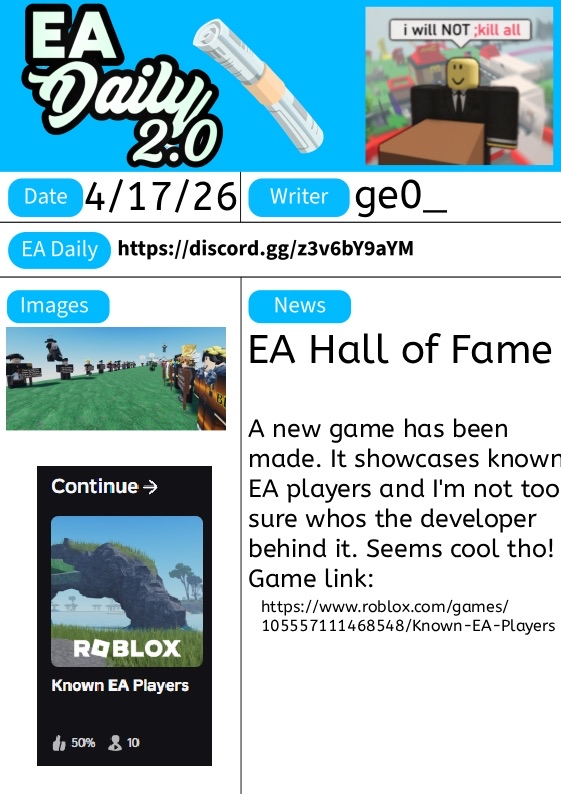 EA
Daily
2.0
i will NOT ;kill all
Date
4/17/26
Writer
ge0_
EA Daily
https://discord.gg/z3v6bY9aYM
Images
Continue →
ROBLOX
Known EA Players
50%
10
News
EA Hall of Fame
A new game has been
made. It showcases known
EA players and I'm not too
sure whos the developer
behind it. Seems cool tho!
Game link:
https://www.roblox.com/games/
105557111468548/Known-EA-Players